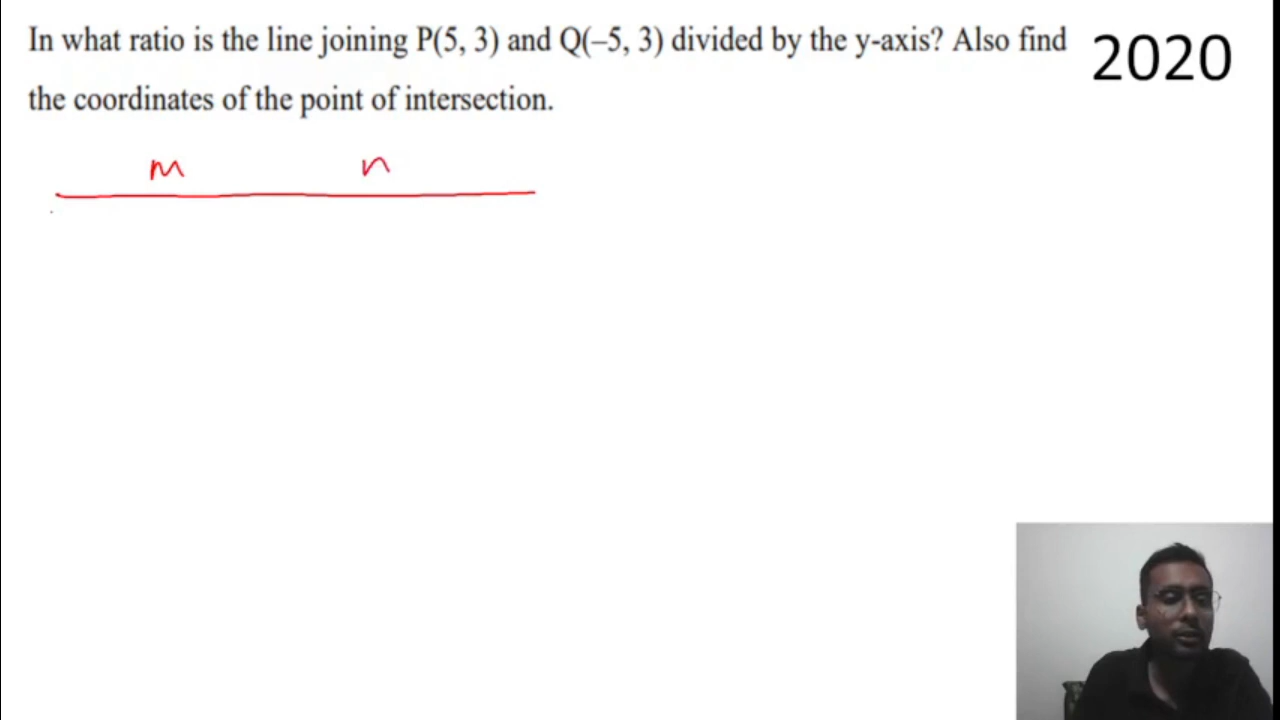 In what ratio is the line joining P(5, 3) and Q(–5, 3) divided by the y-axis? Also find
the coordinates of the point of intersection.
2020
m n